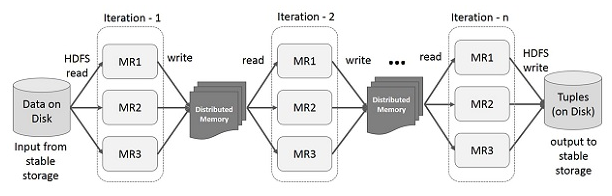 Iteration - 1
Iteration - 2
Iteration - n
HDFS
read
MR1
MR2
MR3
write
Data on
Disk
Input from
stable
storage
Distributed
Memory
read
MR1
MR2
MR3
write
•••
Distributed
Memory
read
MR1
MR2
MR3
HDFS
write
Tuples
(on Disk)
output to
stable
storage